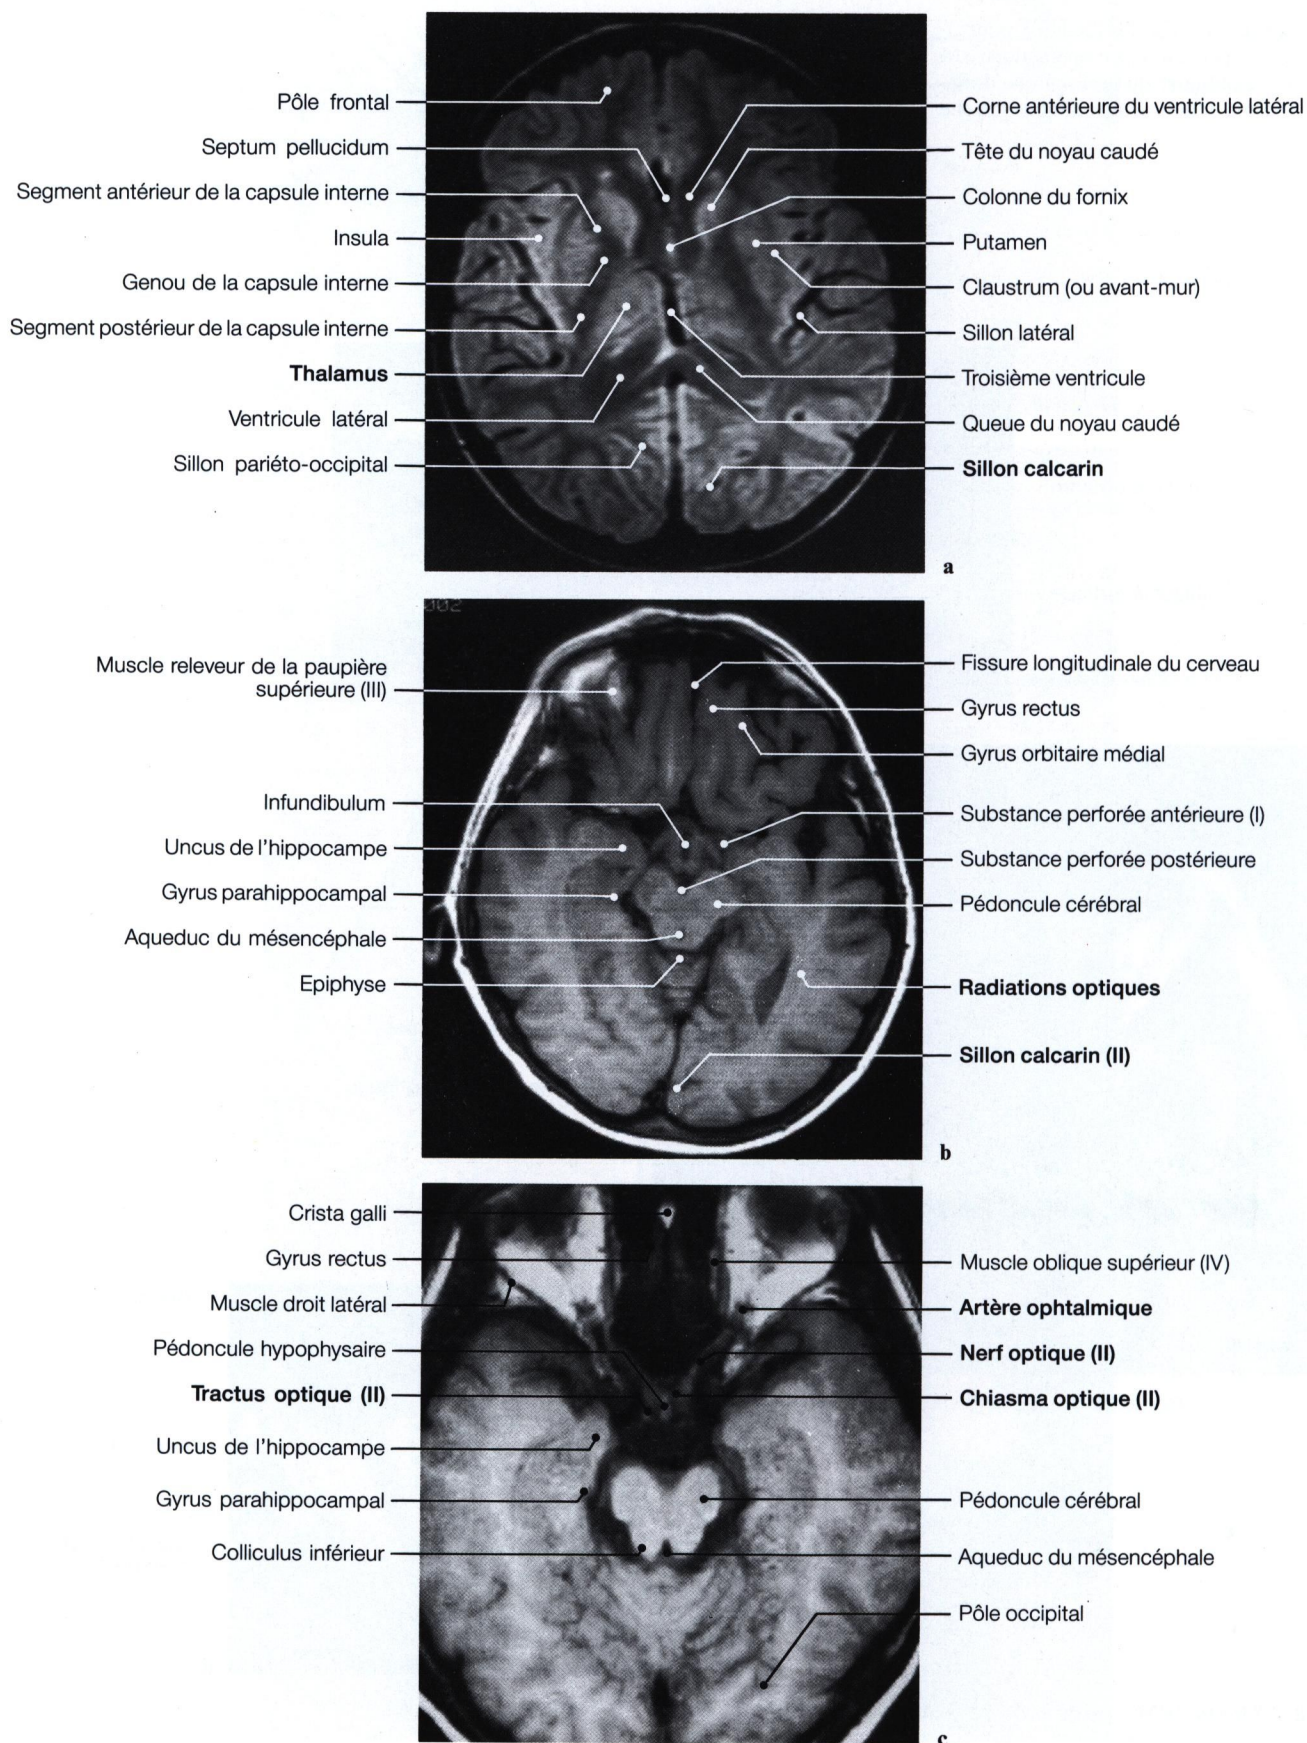 Pôle frontal
Septum pellucidum
Segment antérieur de la capsule interne
Insula
Genou de la capsule interne
Segment postérieur de la capsule interne
Thalamus
Ventricule latéral
Sillon pariéto-occipital
Corne antérieure du ventricule latéral
Tête du noyau caudé
Colonne du fornix
Putamen
Claustrum (ou avant-mur)
Sillon latéral
Troisième ventricule
Queue du noyau caudé
Sillon calcarin
a
002
Muscle releveur de la paupière
supérieure (III)
Infundibulum
Uncus de l'hippocampe
Gyrus parahippocampal
Aqueduc du mésencéphale
Epiphyse
Fissure longitudinale du cerveau
Gyrus rectus
Gyrus orbitaire médial
Substance perforée antérieure (I)
Substance perforée postérieure
Pédoncule cérébral
Radiations optiques
Sillon calcarin (II)
b
Crista galli
Gyrus rectus
Muscle droit latéral
Pédoncule hypophysaire
Tractus optique (II)
Uncus de l'hippocampe
Gyrus parahippocampal
Colliculus inférieur
Muscle oblique supérieur (IV)
Artère ophtalmique
Nerf optique (II)
Chiasma optique (II)
Pédoncule cérébral
Aqueduc du mésencéphale
Pôle occipital
c